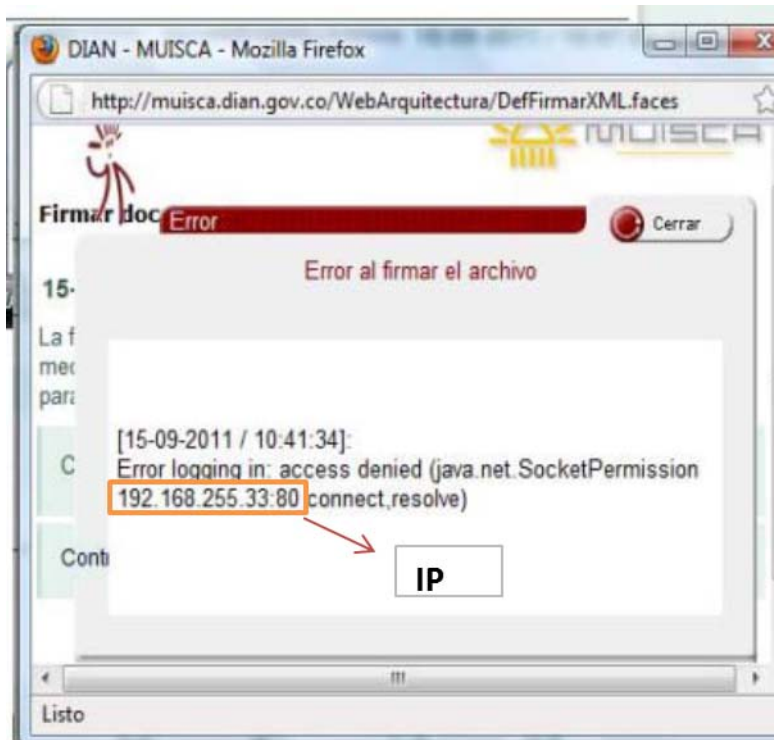 DIAN - MUISCA - Mozilla Firefox
http://muisca.dian.gov.co/WebArquitectura/DefFirmarXML.faces
MUISCA
Firmar doc
Error
Cerrar
Error al firmar el archivo
15-
La f
med
para
[15-09-2011 / 10:41:34]:
C
Error logging in: access denied (java.net.SocketPermission
192.168.255.33:80 connect,resolve)
Conti
IP
Listo